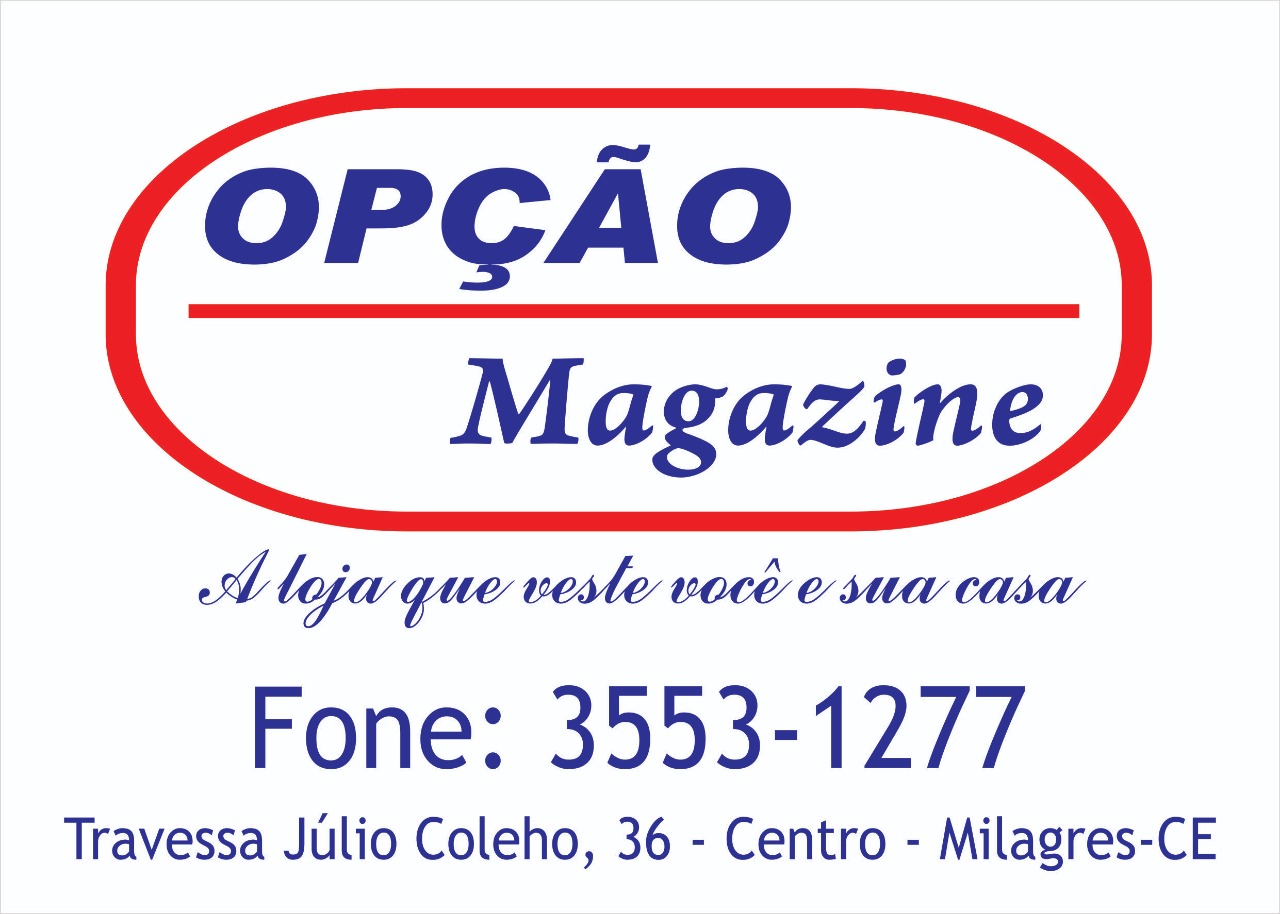 OPÇÃO
Magazine
A loja que veste você e sua casa
Fone: 3553-1277
Travessa Júlio Coleho, 36 - Centro - Milagres-CE